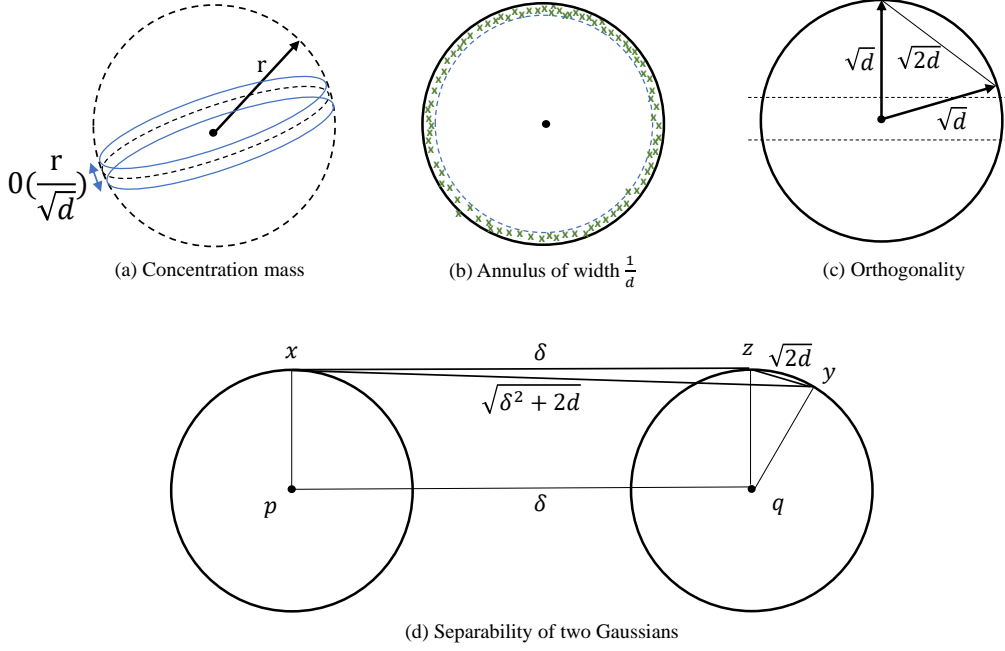 r
0(r/√d)
(a) Concentration mass
(b) Annulus of width 1/d
√d
√2d
√d
(c) Orthogonality
x
δ
z
√2d
y
√δ² + 2d
p
δ
q
(d) Separability of two Gaussians